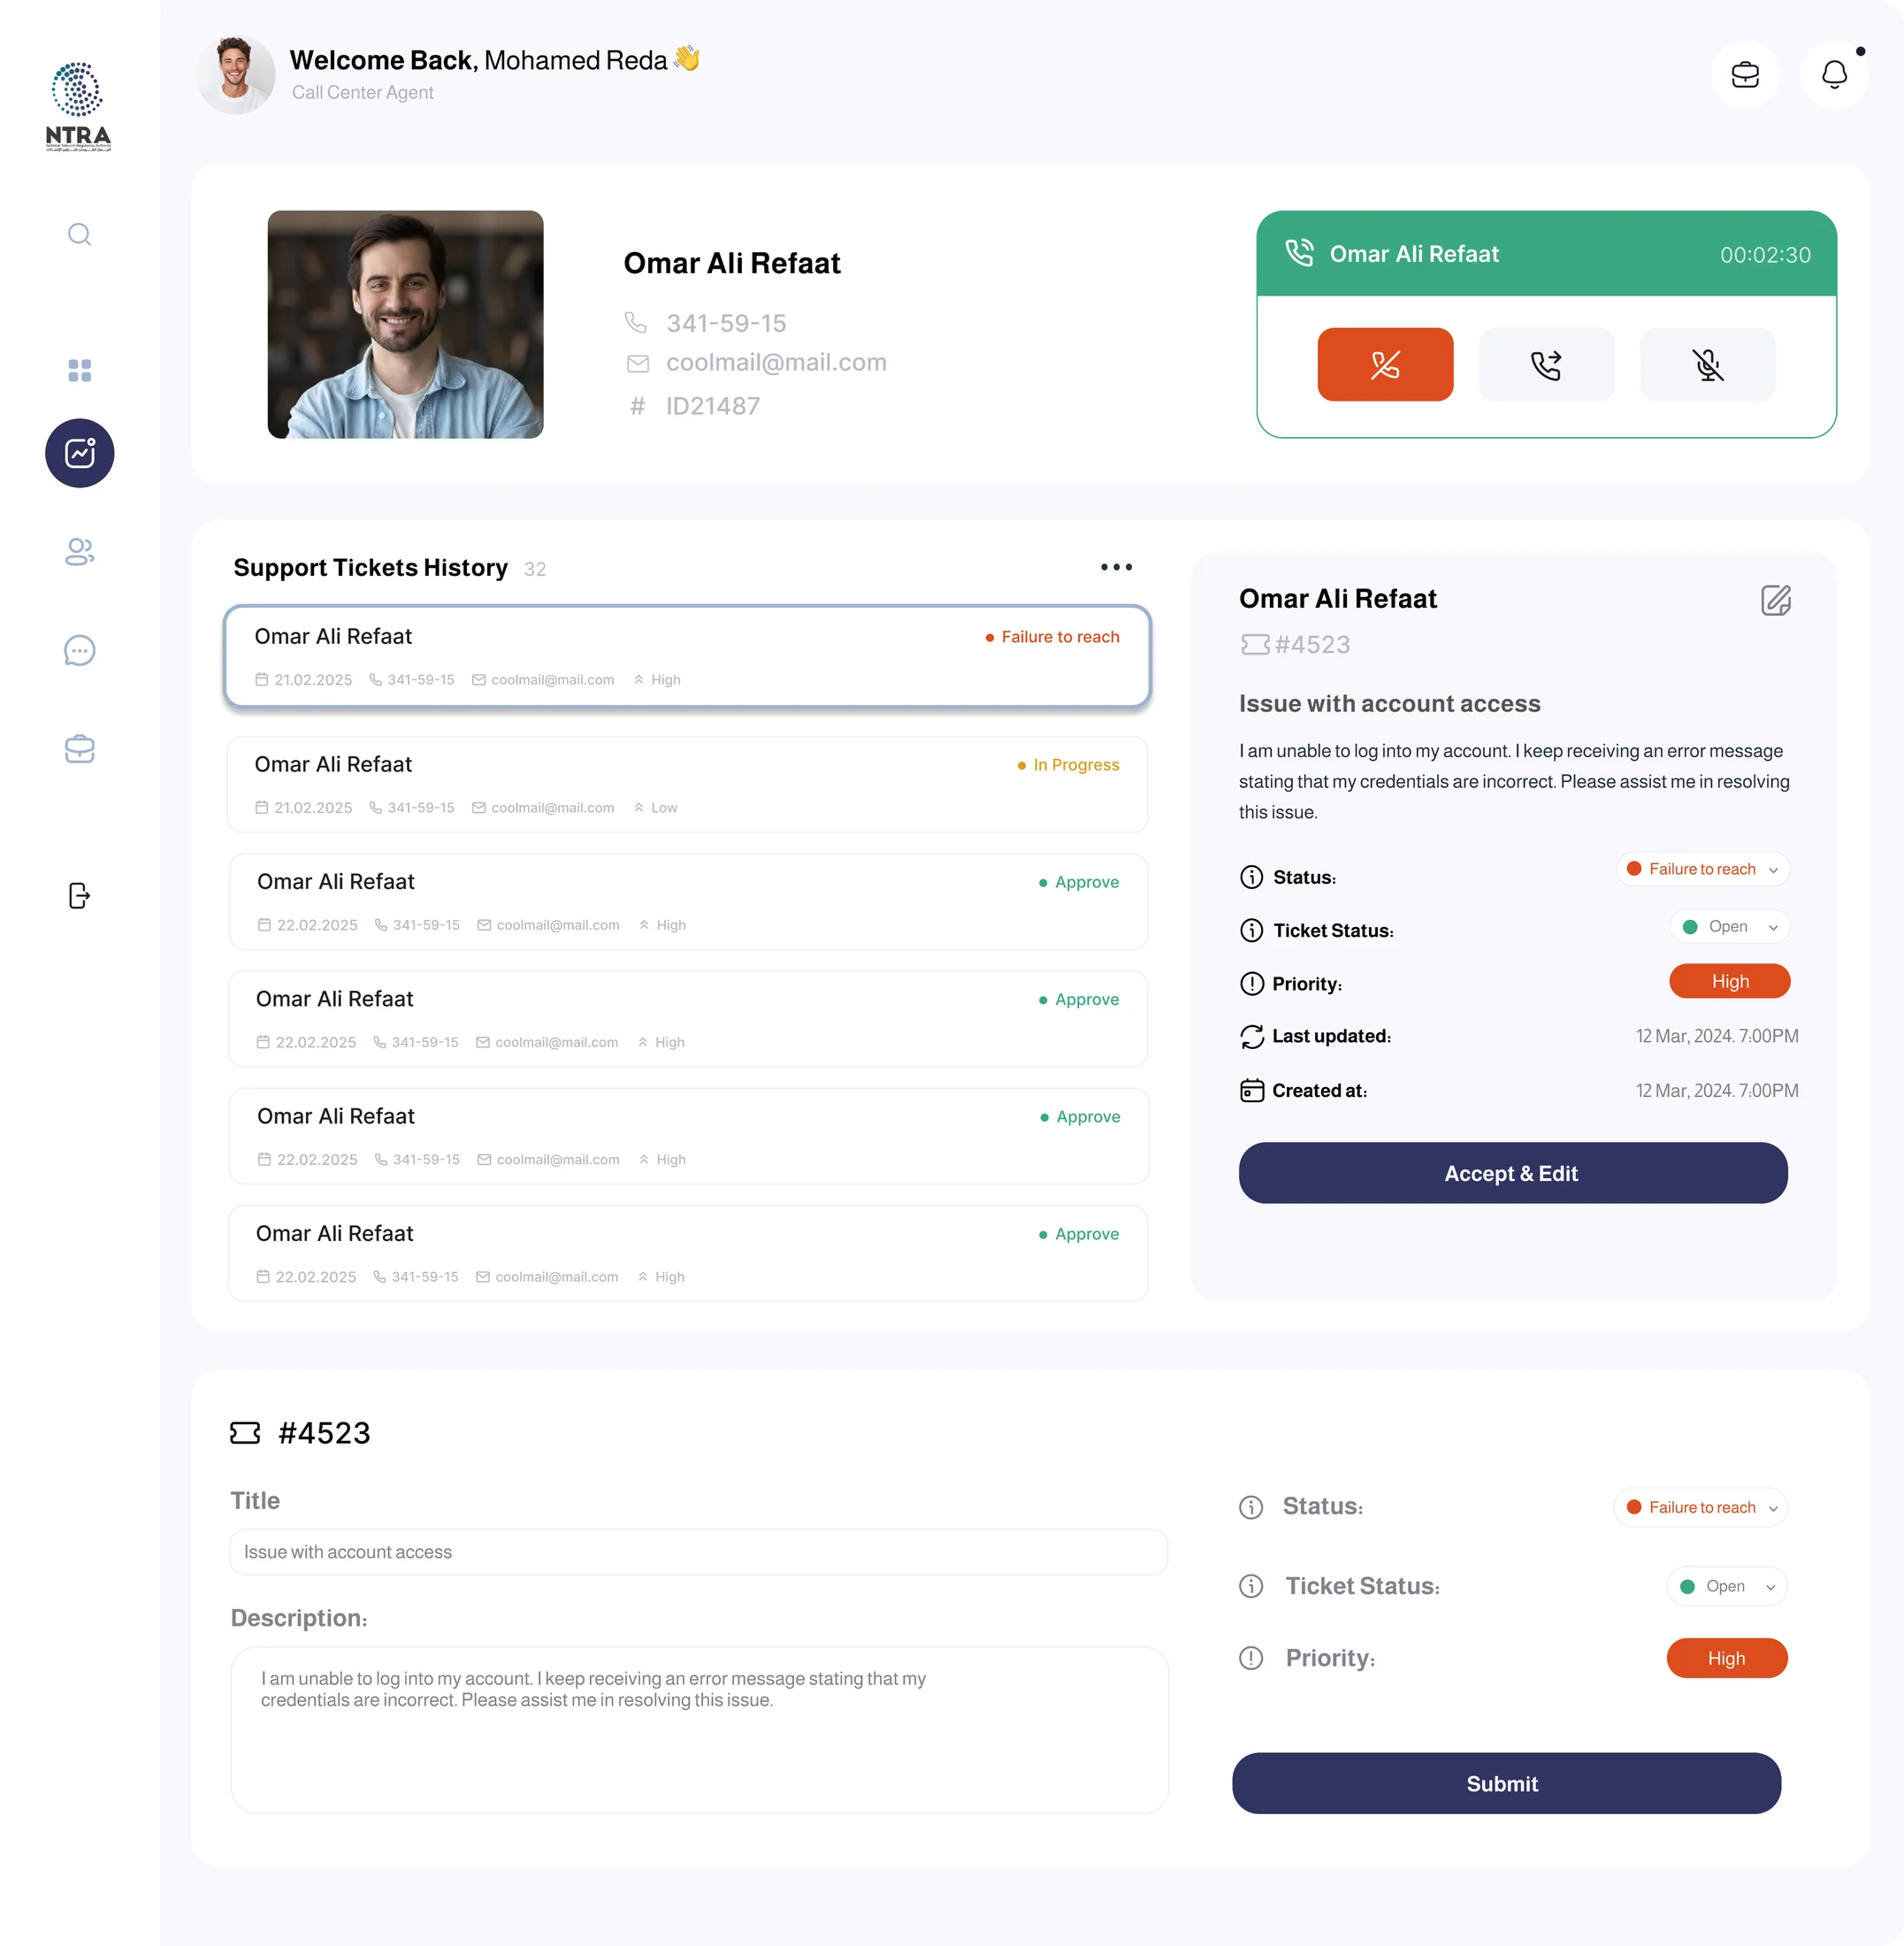 NTRA
National Telecom Regulatory Authority
Welcome Back, Mohamed Reda 👋
Call Center Agent
Omar Ali Refaat
341-59-15
coolmail@mail.com
# ID21487
Omar Ali Refaat 00:02:30
Support Tickets History 32
Omar Ali Refaat Failure to reach
21.02.2025 341-59-15 coolmail@mail.com High
Omar Ali Refaat In Progress
21.02.2025 341-59-15 coolmail@mail.com Low
Omar Ali Refaat Approve
22.02.2025 341-59-15 coolmail@mail.com High
Omar Ali Refaat Approve
22.02.2025 341-59-15 coolmail@mail.com High
Omar Ali Refaat Approve
22.02.2025 341-59-15 coolmail@mail.com High
Omar Ali Refaat Approve
22.02.2025 341-59-15 coolmail@mail.com High
Omar Ali Refaat
#4523
Issue with account access
I am unable to log into my account. I keep receiving an error message
stating that my credentials are incorrect. Please assist me in resolving
this issue.
Status: Failure to reach
Ticket Status: Open
Priority: High
Last updated: 12 Mar, 2024. 7:00PM
Created at: 12 Mar, 2024. 7:00PM
Accept & Edit
#4523
Title
Issue with account access
Description:
I am unable to log into my account. I keep receiving an error message stating that my
credentials are incorrect. Please assist me in resolving this issue.
Status: Failure to reach
Ticket Status: Open
Priority: High
Submit